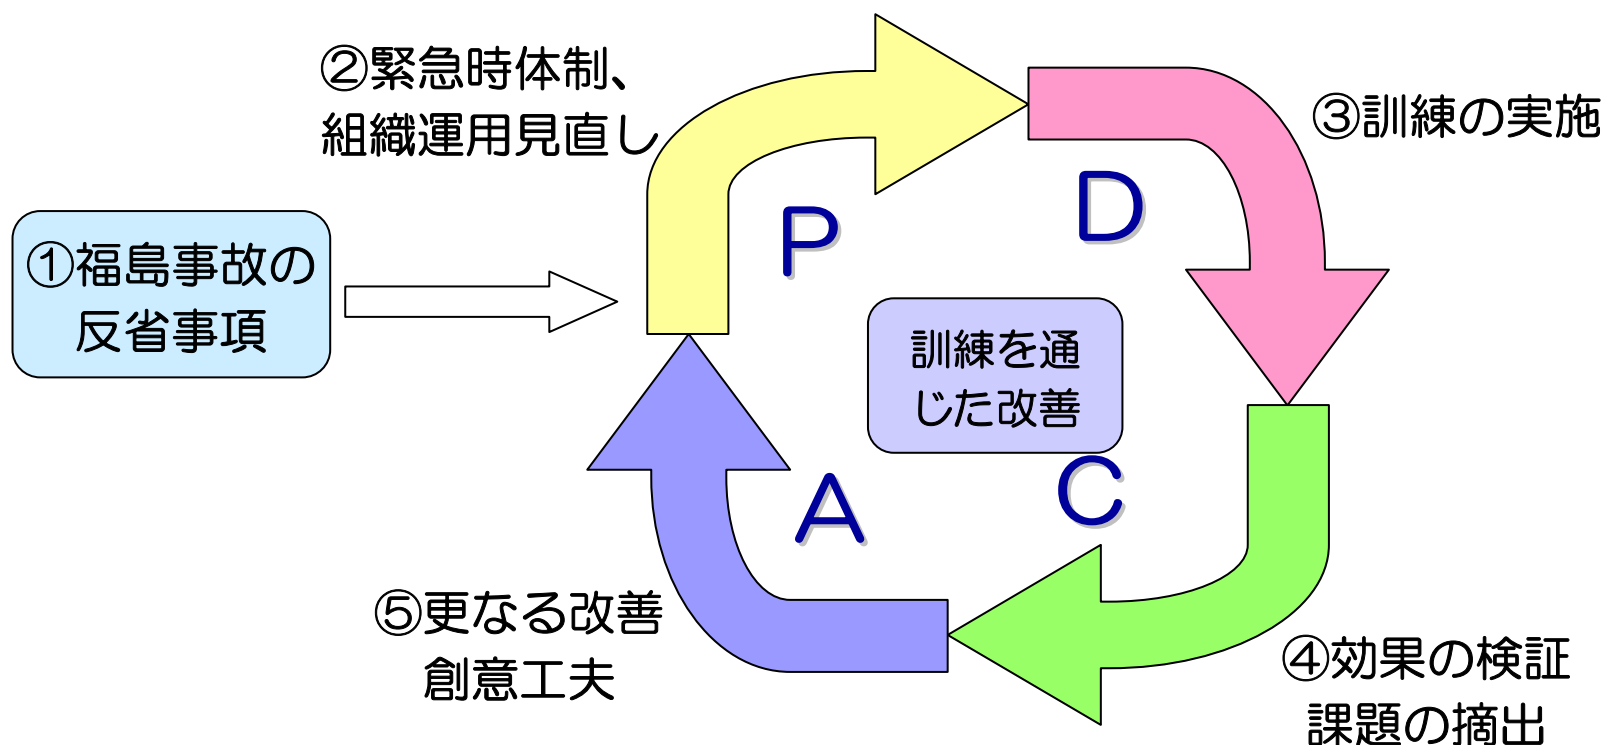 ①福島事故の
反省事項
②緊急時体制、
組織運用見直し
P
D
③訓練の実施
訓練を通
じた改善
C
④効果の検証
課題の摘出
A
⑤更なる改善
創意工夫